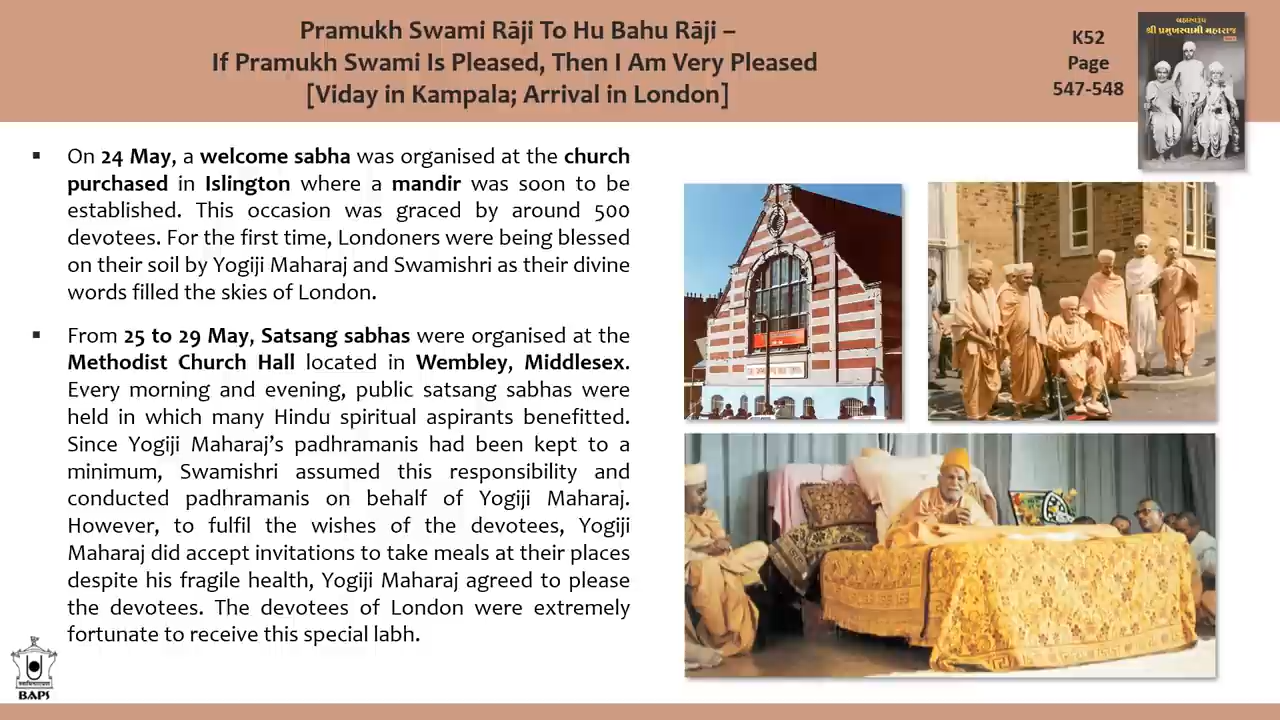 Pramukh Swami Rāji To Hu Bahu Rāji –
If Pramukh Swami Is Pleased, Then I Am Very Pleased
[Viday in Kampala; Arrival in London]
K52
Page
547-548
શ્રી પ્રમુખસ્વામી મહારાજ
▪ On 24 May, a welcome sabha was organised at the church
purchased in Islington where a mandir was soon to be
established. This occasion was graced by around 500
devotees. For the first time, Londoners were being blessed
on their soil by Yogiji Maharaj and Swamishri as their divine
words filled the skies of London.
▪ From 25 to 29 May, Satsang sabhas were organised at the
Methodist Church Hall located in Wembley, Middlesex.
Every morning and evening, public satsang sabhas were
held in which many Hindu spiritual aspirants benefitted.
Since Yogiji Maharaj’s padhramanis had been kept to a
minimum, Swamishri assumed this responsibility and
conducted padhramanis on behalf of Yogiji Maharaj.
However, to fulfil the wishes of the devotees, Yogiji
Maharaj did accept invitations to take meals at their places
despite his fragile health, Yogiji Maharaj agreed to please
the devotees. The devotees of London were extremely
fortunate to receive this special labh.
BAPS